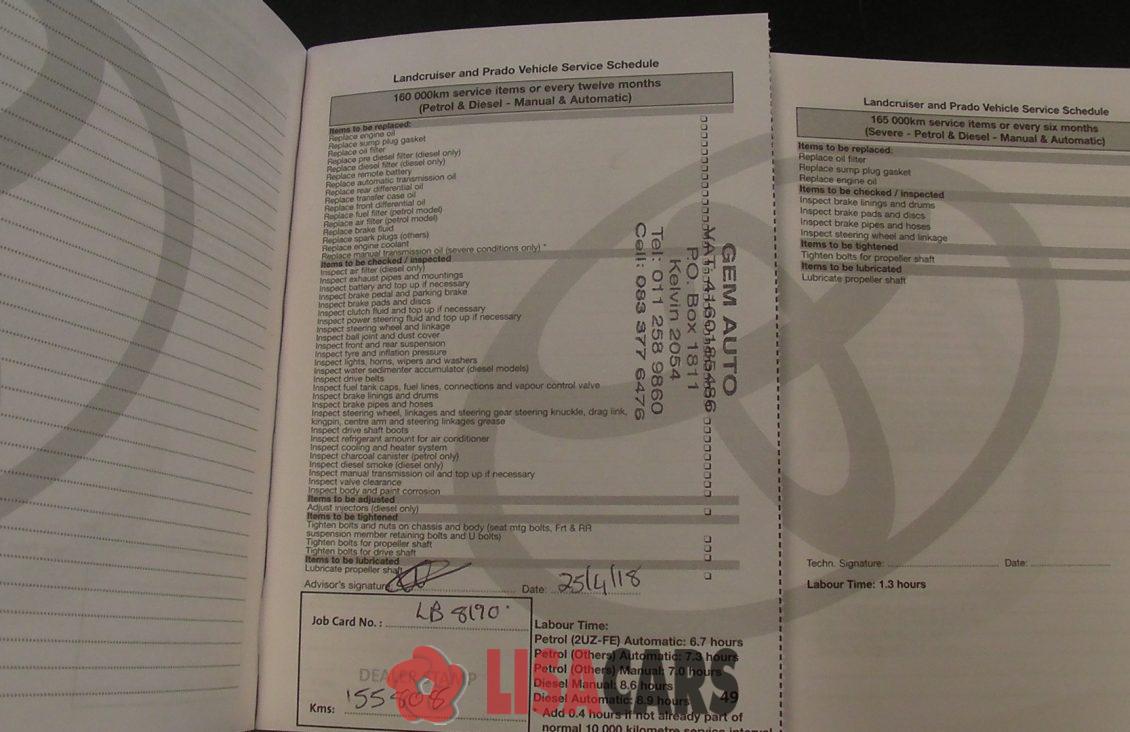 Landcruiser and Prado Vehicle Service Schedule
160 000km service items or every twelve months
(Petrol & Diesel - Manual & Automatic)
Items to be replaced:
Replace engine oil
Replace sump plug gasket
Replace oil filter
Replace pre diesel filter (diesel only)
Replace diesel filter (diesel only)
Replace remote battery
Replace automatic transmission oil
Replace rear differential oil
Replace transfer case oil
Replace front differential oil
Replace fuel filter (petrol model)
Replace air filter (petrol model)
Replace brake fluid
Replace spark plugs (others)
Replace engine coolant
Replace manual transmission oil (severe conditions only) *
Items to be checked / inspected
Inspect air filter (diesel only)
Inspect exhaust pipes and mountings
Inspect battery and top up if necessary
Inspect brake pedal and parking brake
Inspect brake pads and discs
Inspect clutch fluid and top up if necessary
Inspect power steering fluid and top up if necessary
Inspect steering wheel and linkage
Inspect ball joint and dust cover
Inspect front and rear suspension
Inspect tyre and inflation pressure
Inspect lights, horns, wipers and washers
Inspect water sedimenter accumulator (diesel models)
Inspect drive belts
Inspect fuel tank caps, fuel lines, connections and vapour control valve
Inspect brake linings and drums
Inspect brake pipes and hoses
Inspect steering wheel, linkages and steering gear steering knuckle, drag link,
kingpin, centre arm and steering linkages grease
Inspect drive shaft boots
Inspect refrigerant amount for air conditioner
Inspect cooling and heater system
Inspect charcoal canister (petrol only)
Inspect diesel smoke (diesel only)
Inspect manual transmission oil and top up if necessary
Inspect valve clearance
Inspect body and paint corrosion
Items to be adjusted
Adjust injectors (diesel only)
Items to be tightened
Tighten bolts and nuts on chassis and body (seat mtg bolts, Frt & RR
suspension member retaining bolts and U bolts)
Tighten bolts for propeller shaft
Tighten bolts for drive shaft
Items to be lubricated
Lubricate propeller shaft
Advisor's signature Date: 25/4/18
Job Card No.: LB 8190
DEALER STAMP
Kms: 155808
Labour Time:
Petrol (2UZ-FE) Automatic: 6.7 hours
Petrol (Others) Automatic: 7.3 hours
Petrol (Others) Manual: 7.0 hours
Diesel Manual: 8.6 hours
Diesel Automatic: 8.9 hours
* Add 0.4 hours if not already part of
normal 10 000 kilometre service interval
49
GEM AUTO
VAT 4160185486
P.O. Box 1811
Kelvin 2054
Tel: 011 258 9860
Cell: 083 377 6476
LISA CARS
Landcruiser and Prado Vehicle Service Schedule
165 000km service items or every six months
(Severe - Petrol & Diesel - Manual & Automatic)
Items to be replaced:
Replace oil filter
Replace sump plug gasket
Replace engine oil
Items to be checked / inspected
Inspect brake linings and drums
Inspect brake pads and discs
Inspect brake pipes and hoses
Inspect steering wheel and linkage
Items to be tightened
Tighten bolts for propeller shaft
Items to be lubricated
Lubricate propeller shaft
Techn. Signature: Date:
Labour Time: 1.3 hours